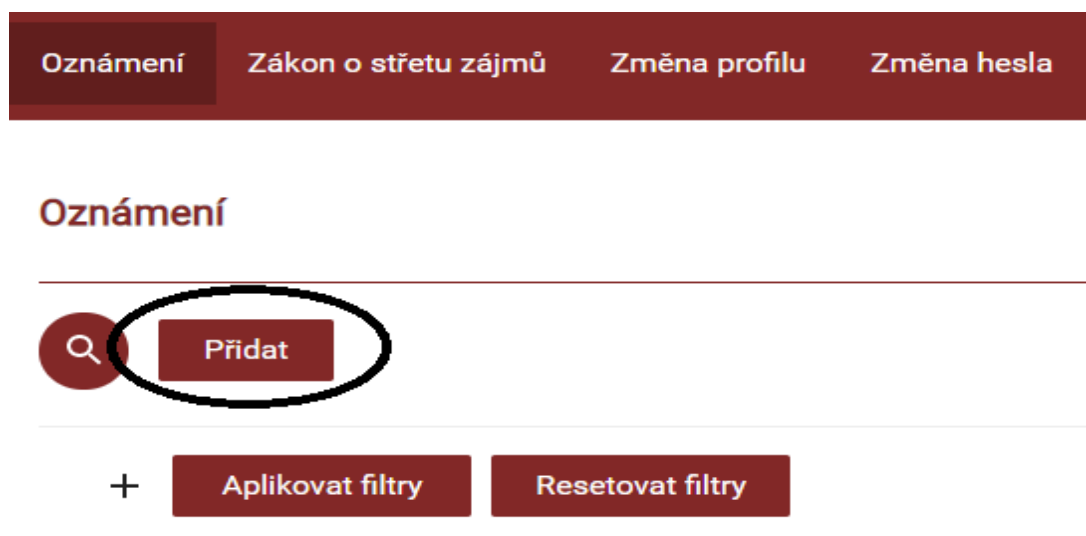 Oznámení Zákon o střetu zájmů Změna profilu Změna hesla
Oznámení
Přidat
Aplikovat filtry Resetovat filtry